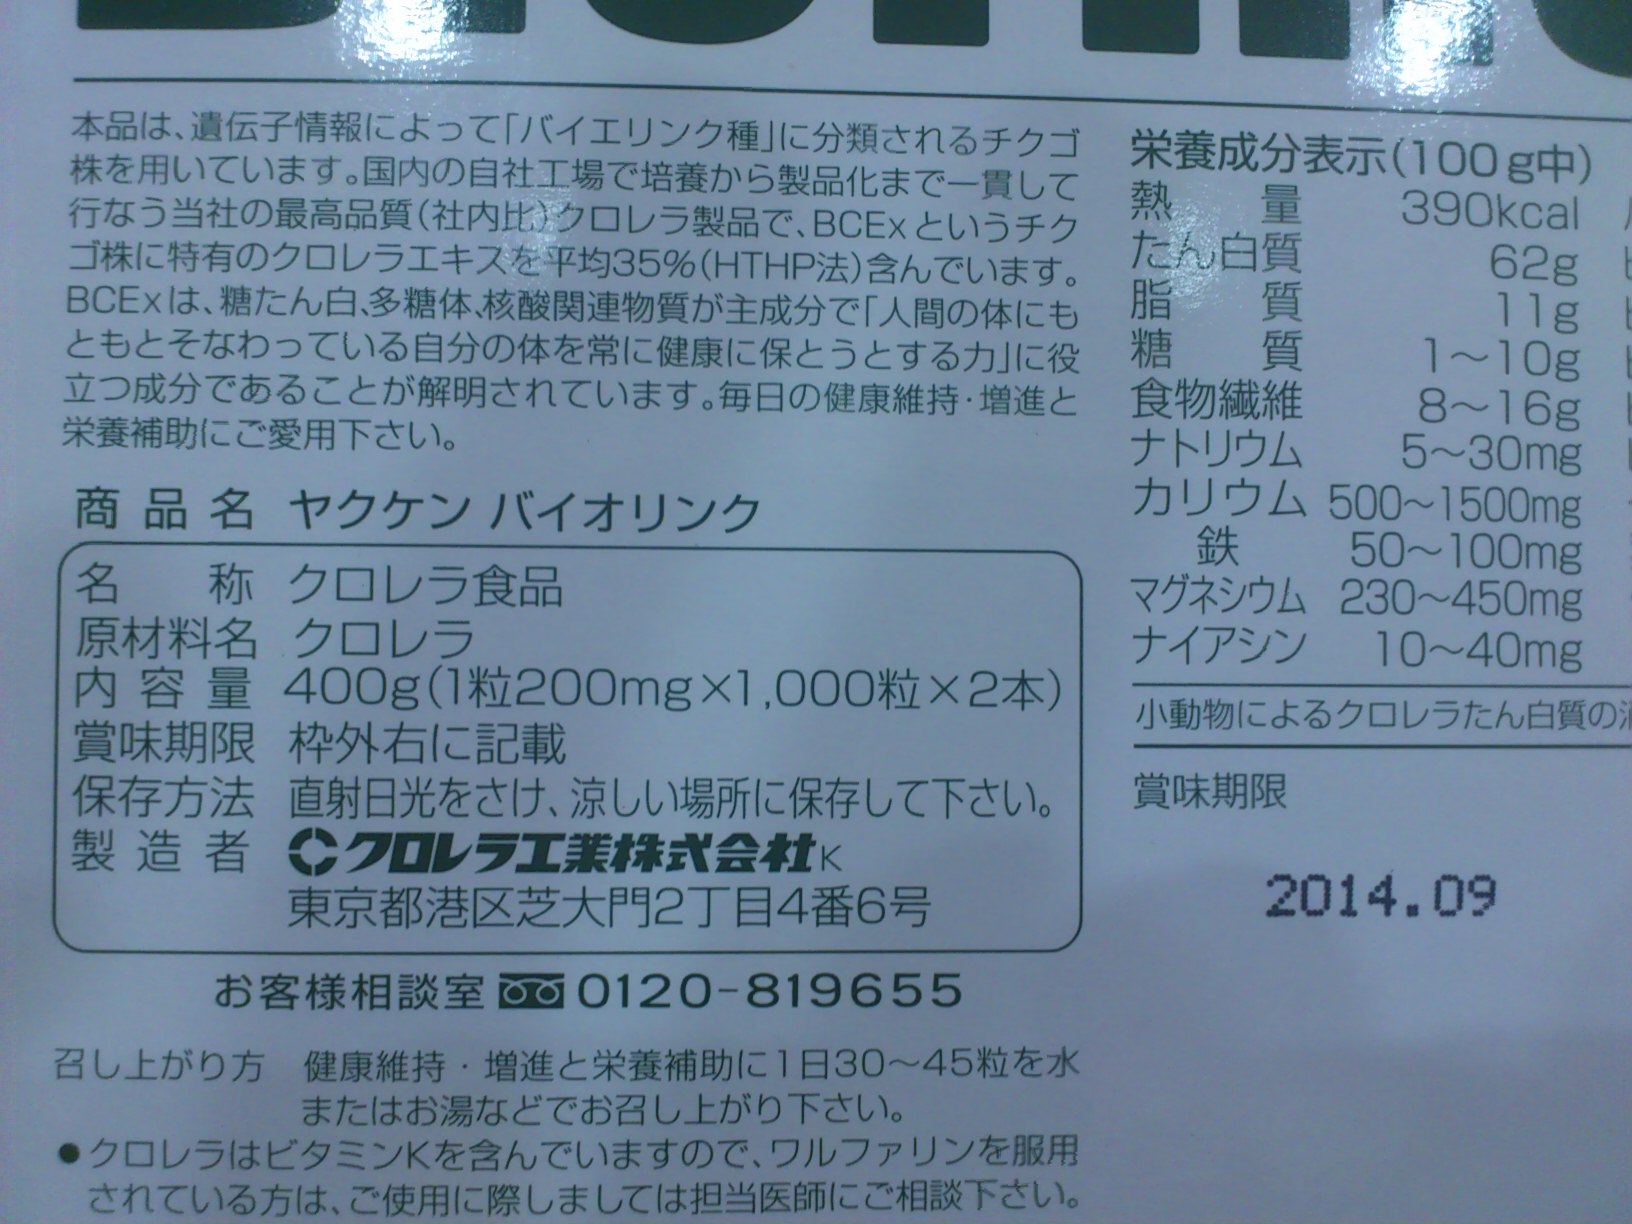 本品は、遺伝子情報によって「バイエリンク種」に分類されるチクゴ
株を用いています。国内の自社工場で培養から製品化まで一貫して
行なう当社の最高品質(社内比)クロレラ製品で、BCExというチク
ゴ株に特有のクロレラエキスを平均35%(HTHP法)含んでいます。
BCExは、糖たん白、多糖体、核酸関連物質が主成分で「人間の体にも
ともとそなわっている自分の体を常に健康に保とうとする力」に役
立つ成分であることが解明されています。毎日の健康維持・増進と
栄養補助にご愛用下さい。
商品名 ヤクケン バイオリンク
名称 クロレラ食品
原材料名 クロレラ
内容量 400g(1粒200mg×1,000粒×2本)
賞味期限 枠外右に記載
保存方法 直射日光をさけ、涼しい場所に保存して下さい。
製造者 クロレラ工業株式会社K
東京都港区芝大門2丁目4番6号
お客様相談室 0120-819655
召し上がり方 健康維持・増進と栄養補助に1日30〜45粒を水
またはお湯などでお召し上がり下さい。
●クロレラはビタミンKを含んでいますので、ワルファリンを服用
されている方は、ご使用に際しましては担当医師にご相談下さい。
栄養成分表示(100g中)
熱量 390kcal
たん白質 62g
脂質 11g
糖質 1〜10g
食物繊維 8〜16g
ナトリウム 5〜30mg
カリウム 500〜1500mg
鉄 50〜100mg
マグネシウム 230〜450mg
ナイアシン 10〜40mg
小動物によるクロレラたん白質の
賞味期限
2014.09